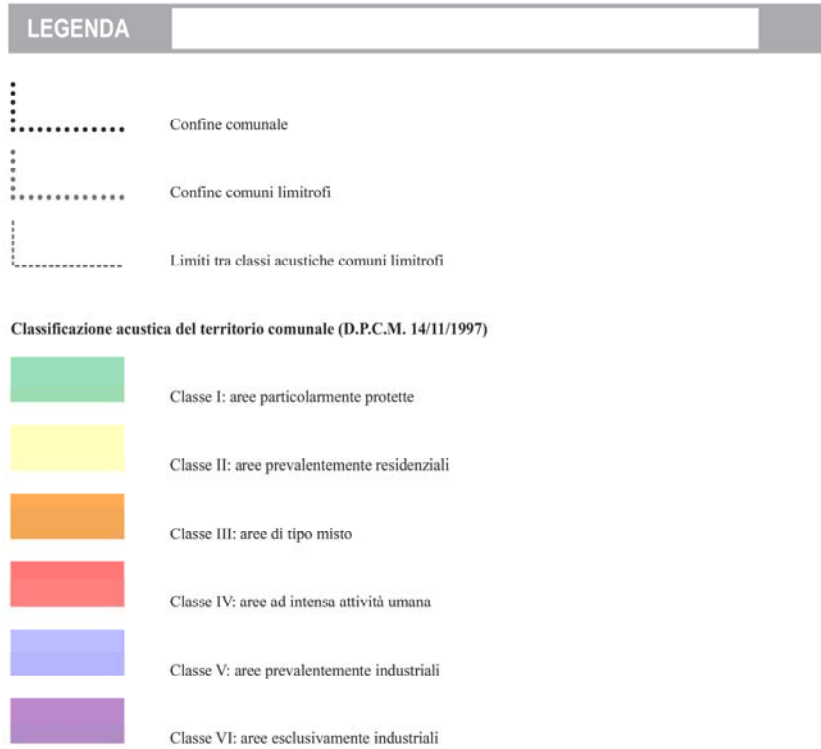 LEGENDA
Confine comunale
Confine comuni limitrofi
Limiti tra classi acustiche comuni limitrofi
Classificazione acustica del territorio comunale (D.P.C.M. 14/11/1997)
Classe I: aree particolarmente protette
Classe II: aree prevalentemente residenziali
Classe III: aree di tipo misto
Classe IV: aree ad intensa attività umana
Classe V: aree prevalentemente industriali
Classe VI: aree esclusivamente industriali